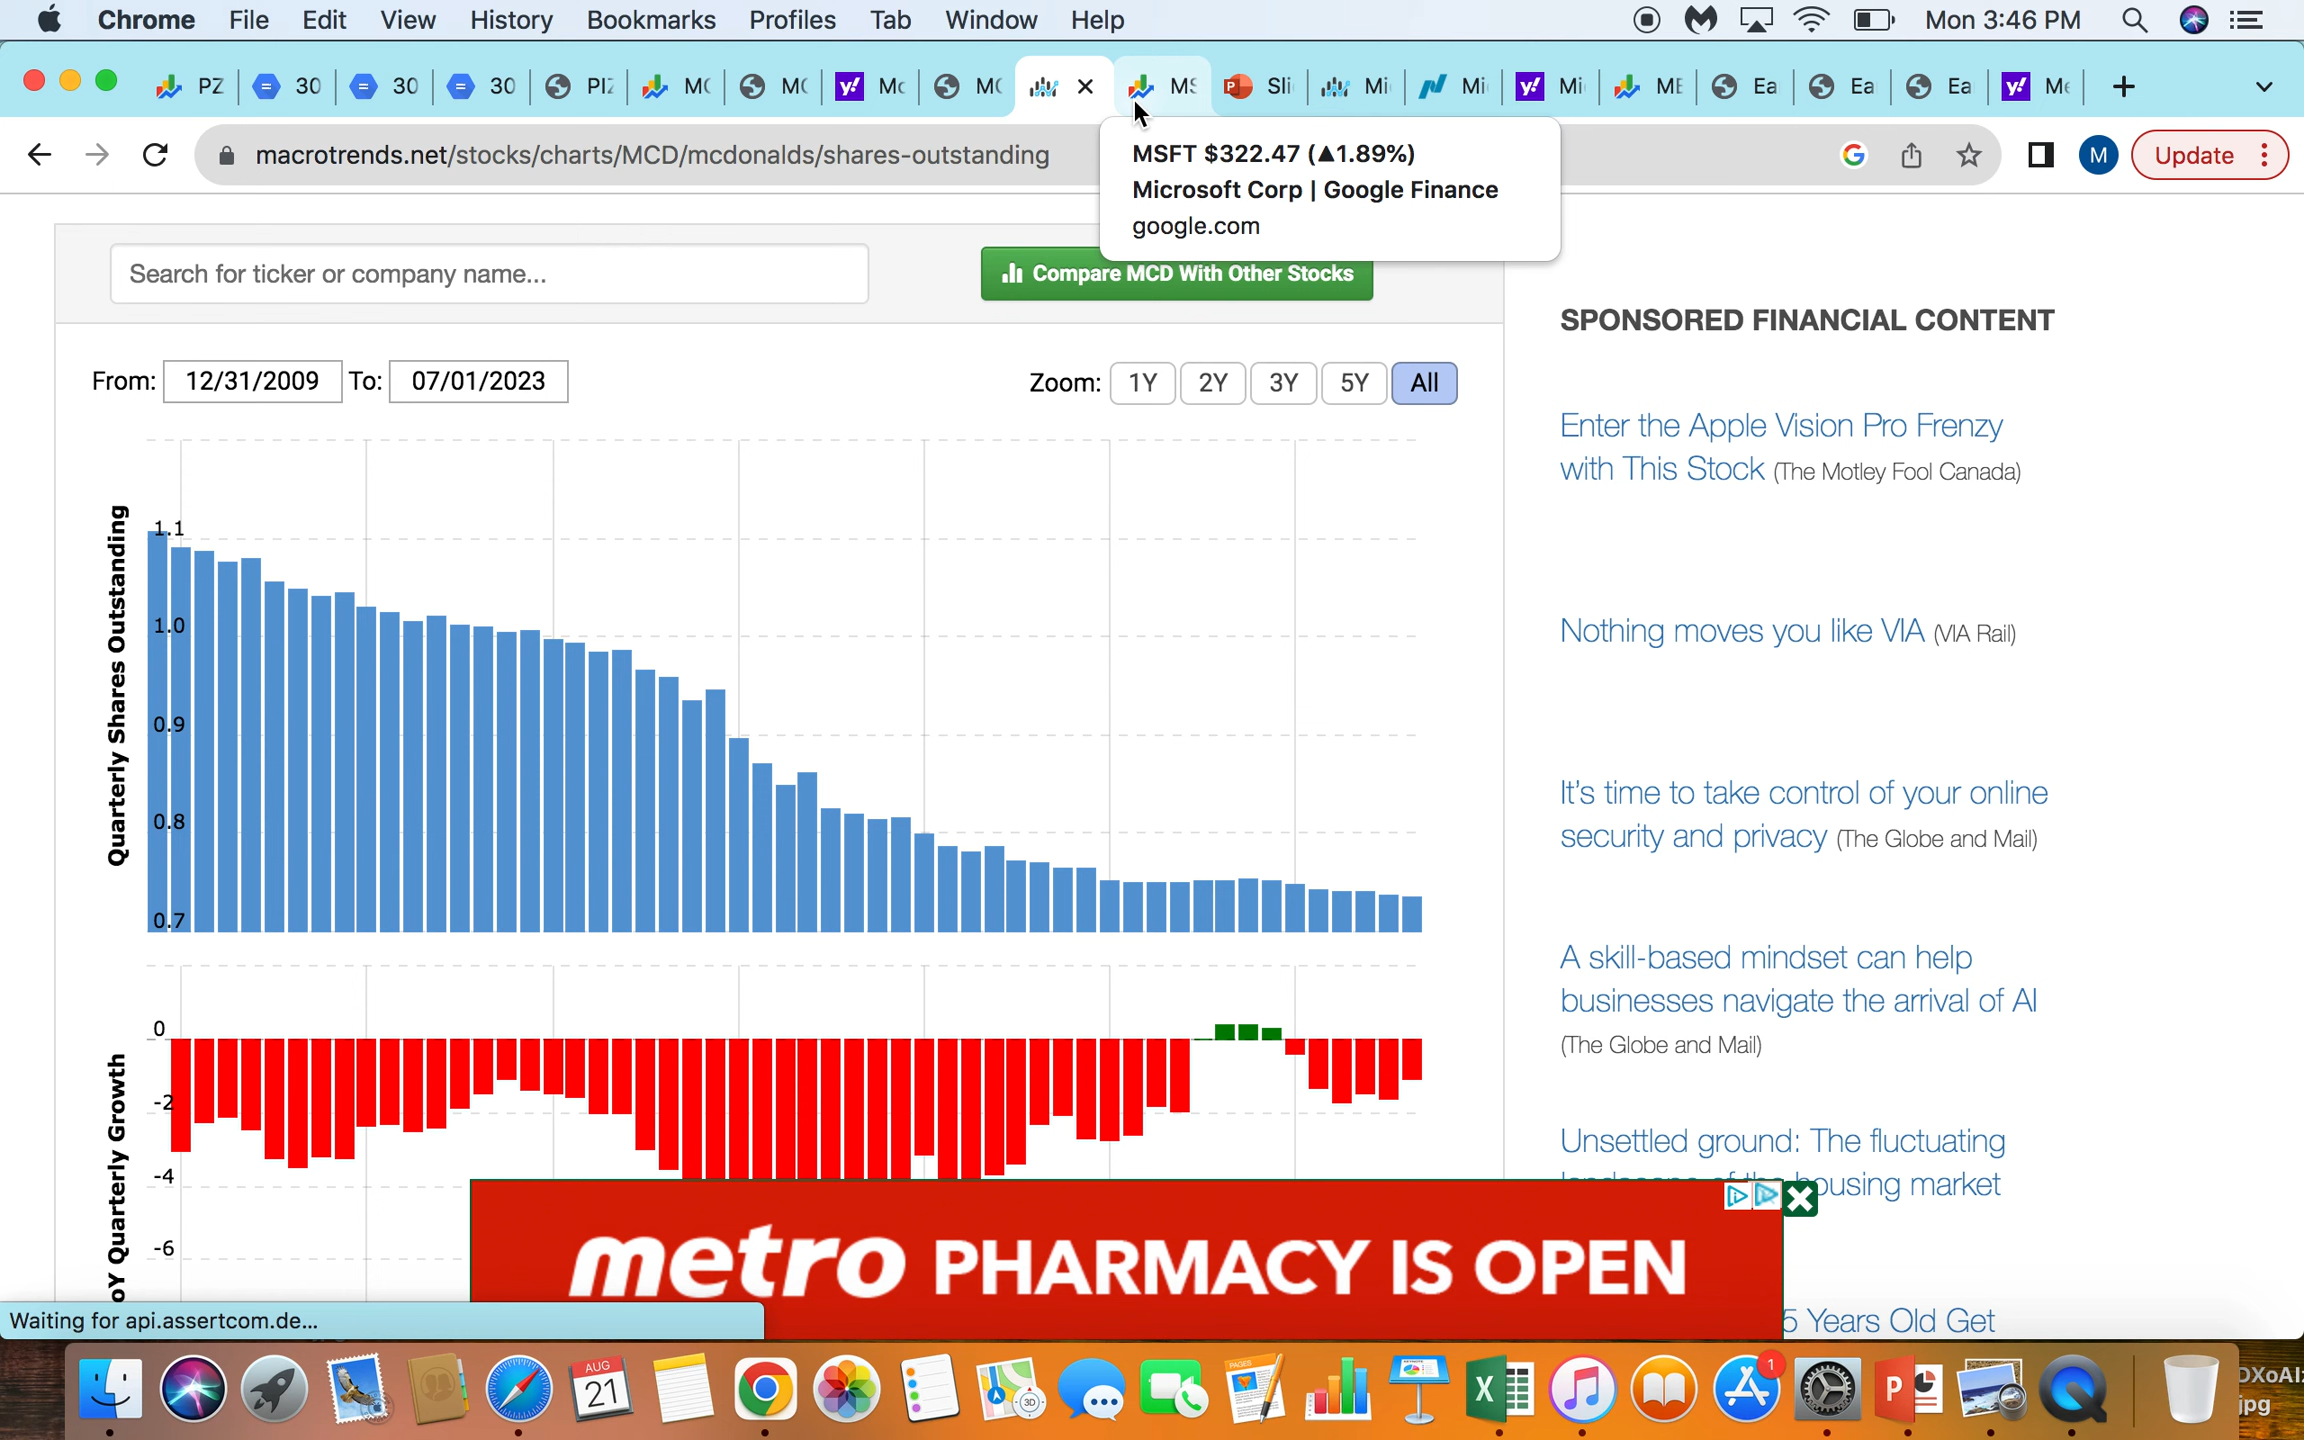 Chrome File Edit View History Bookmarks Profiles Tab Window Help Mon 3:46 PM
PZ 30 30 30 PIZ MC MC Mc MC MS Sli Mi Mi Mi ME Ea Ea Ea Me
macrotrends.net/stocks/charts/MCD/mcdonalds/shares-outstanding
M Update
MSFT $322.47 (▲1.89%)
Microsoft Corp | Google Finance
google.com
Search for ticker or company name...
Compare MCD With Other Stocks
From: 12/31/2009 To: 07/01/2023
Zoom: 1Y 2Y 3Y 5Y All
Quarterly Shares Outstanding
1.1
1.0
0.9
0.8
0.7
oY Quarterly Growth
0
-2
-4
-6
SPONSORED FINANCIAL CONTENT
Enter the Apple Vision Pro Frenzy
with This Stock (The Motley Fool Canada)
Nothing moves you like VIA (VIA Rail)
It's time to take control of your online
security and privacy (The Globe and Mail)
A skill-based mindset can help
businesses navigate the arrival of AI
(The Globe and Mail)
Unsettled ground: The fluctuating
housing market
5 Years Old Get
metro PHARMACY IS OPEN
Waiting for api.assertcom.de...
AUG
21
3D
PAGES
1
DXoAI
jpg